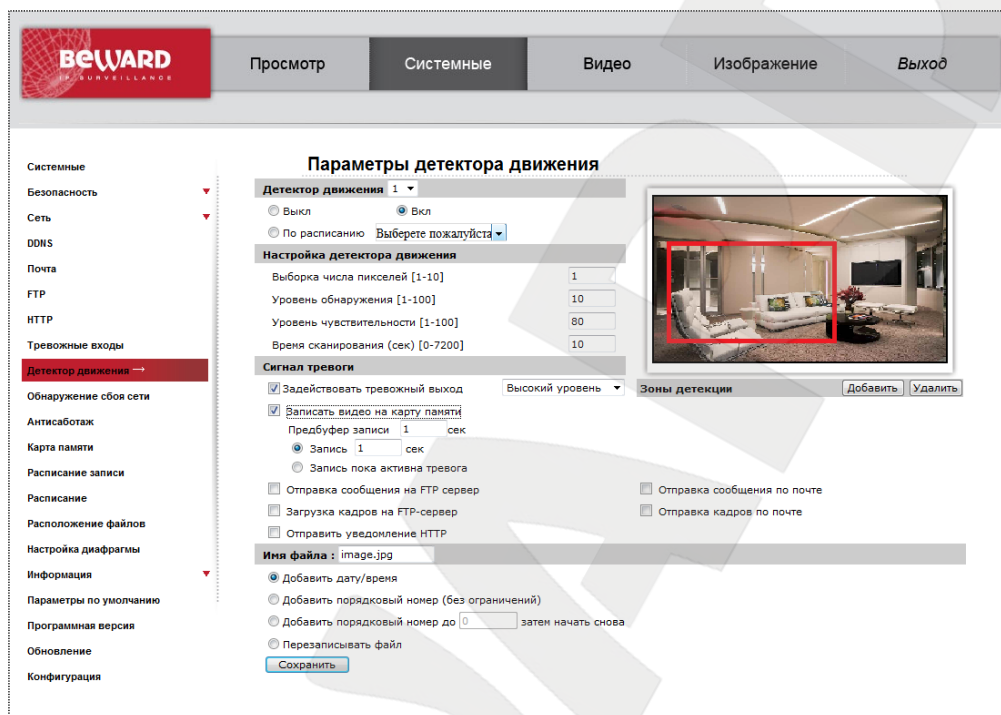 BEWARD
IP SURVEILLANCE
Просмотр
Системные
Видео
Изображение
Выход
Системные
Безопасность
Сеть
DDNS
Почта
FTP
HTTP
Тревожные входы
Детектор движения →
Обнаружение сбоя сети
Антисаботаж
Карта памяти
Расписание записи
Расписание
Расположение файлов
Настройка диафрагмы
Информация
Параметры по умолчанию
Программная версия
Обновление
Конфигурация
Параметры детектора движения
Детектор движения 1
Выкл Вкл
По расписанию Выберете пожалуйста
Настройка детектора движения
Выборка числа пикселей [1-10] 1
Уровень обнаружения [1-100] 10
Уровень чувствительности [1-100] 80
Время сканирования (сек) [0-7200] 10
Сигнал тревоги
Задействовать тревожный выход Высокий уровень
Зоны детекции Добавить Удалить
Записать видео на карту памяти
Предбуфер записи 1 сек
Запись 1 сек
Запись пока активна тревога
Отправка сообщения на FTP сервер Отправка сообщения по почте
Загрузка кадров на FTP-сервер Отправка кадров по почте
Отправить уведомление HTTP
Имя файла : image.jpg
Добавить дату/время
Добавить порядковый номер (без ограничений)
Добавить порядковый номер до 0 затем начать снова
Перезаписывать файл
Сохранить